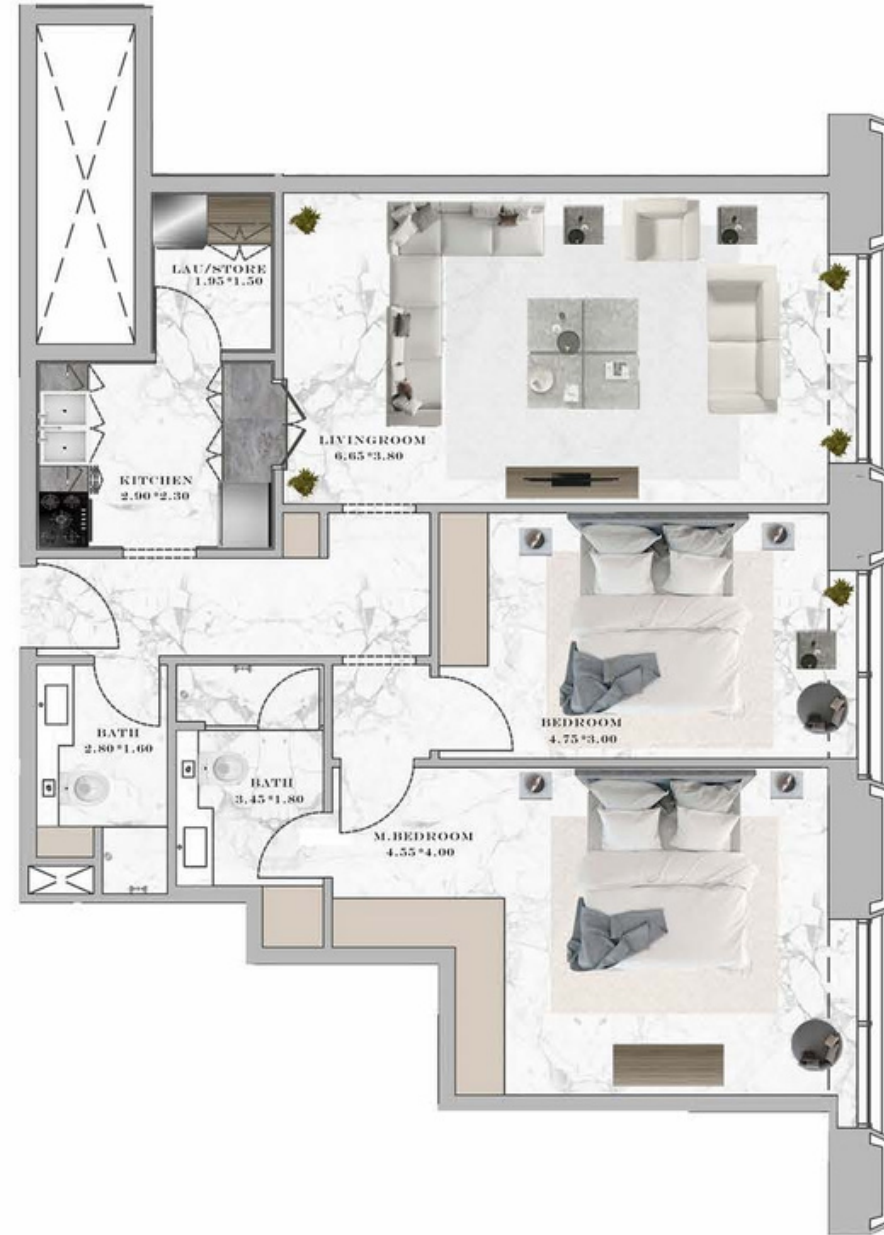 LAU/STORE
1.95*1.50
LIVINGROOM
6.65*3.80
KITCHEN
2.90*2.30
BATH
2.80*1.60
BATH
3.45*1.80
BEDROOM
4.75*3.00
M.BEDROOM
4.55*4.00